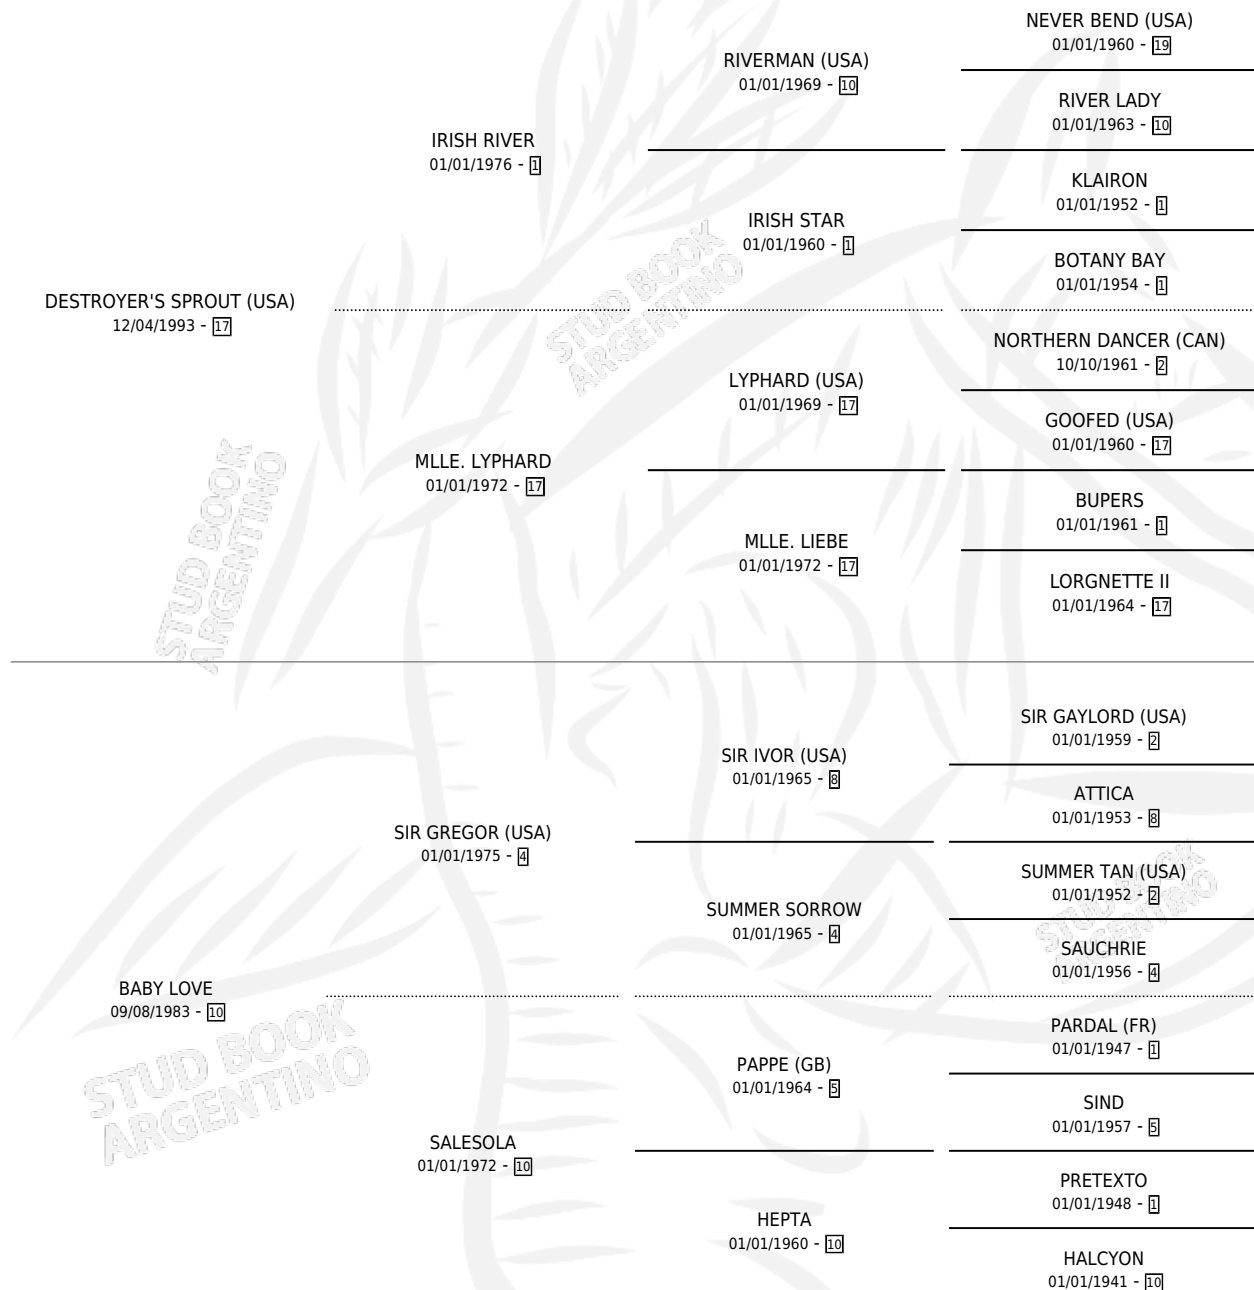 NEVER BEND (USA)
01/01/1960 - 19
RIVERMAN (USA)
01/01/1969 - 10
RIVER LADY
01/01/1963 - 10
IRISH RIVER
01/01/1976 - 1
KLAIRON
01/01/1952 - 1
IRISH STAR
01/01/1960 - 1
BOTANY BAY
01/01/1954 - 1
DESTROYER'S SPROUT (USA)
12/04/1993 - 17
NORTHERN DANCER (CAN)
10/10/1961 - 2
LYPHARD (USA)
01/01/1969 - 17
GOOFED (USA)
01/01/1960 - 17
MLLE. LYPHARD
01/01/1972 - 17
BUPERS
01/01/1961 - 1
MLLE. LIEBE
01/01/1972 - 17
LORGNETTE II
01/01/1964 - 17
SIR GAYLORD (USA)
01/01/1959 - 2
SIR IVOR (USA)
01/01/1965 - 8
ATTICA
01/01/1953 - 8
SIR GREGOR (USA)
01/01/1975 - 4
SUMMER TAN (USA)
01/01/1952 - 2
SUMMER SORROW
01/01/1965 - 4
SAUCHRIE
01/01/1956 - 4
BABY LOVE
09/08/1983 - 10
PARDAL (FR)
01/01/1947 - 1
PAPPE (GB)
01/01/1964 - 5
SIND
01/01/1957 - 5
SALESOLA
01/01/1972 - 10
PRETEXTO
01/01/1948 - 1
HEPTA
01/01/1960 - 10
HALCYON
01/01/1941 - 10
STUD BOOK
ARGENTINO
STUD BOOK
ARGENTINO
STUD BOOK
ARGENTINO
STUD BOOK
ARGENTINO